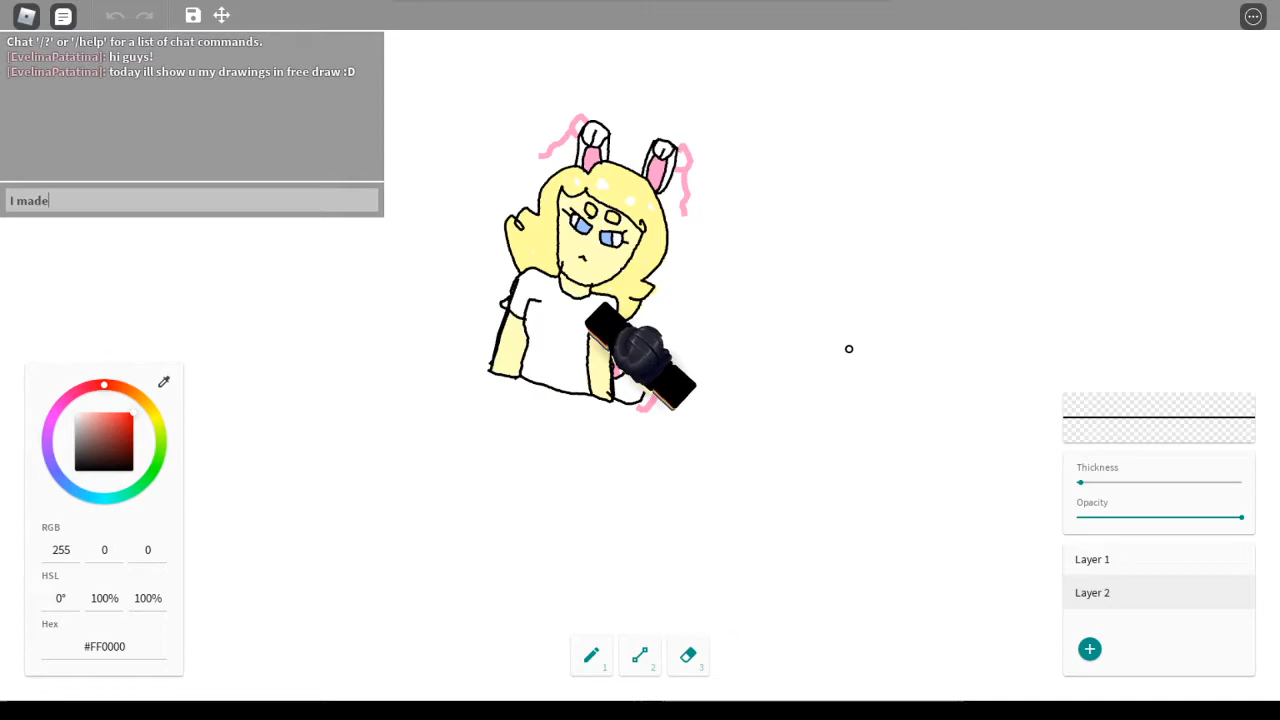 Chat '/?' or '/help' for a list of chat commands.
[EvelinaPatatina]: hi guys!
[EvelinaPatatina]: today ill show u my drawings in free draw :D
I made
RGB
255 0 0
HSL
0° 100% 100%
Hex
#FF0000
1 2 3
Thickness
Opacity
Layer 1
Layer 2